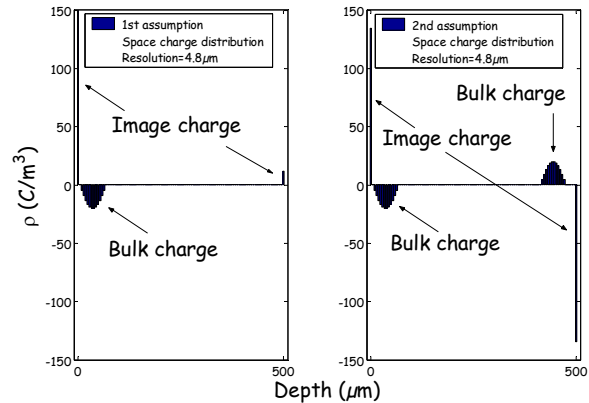 150
100
50
0
-50
-100
-150
0
500
ρ (C/m³)
1st assumption
Space charge distribution
Resolution=4.8μm
Image charge
Bulk charge
150
100
50
0
-50
-100
-150
0
500
2nd assumption
Space charge distribution
Resolution=4.8μm
Bulk charge
Image charge
Bulk charge
Depth (μm)